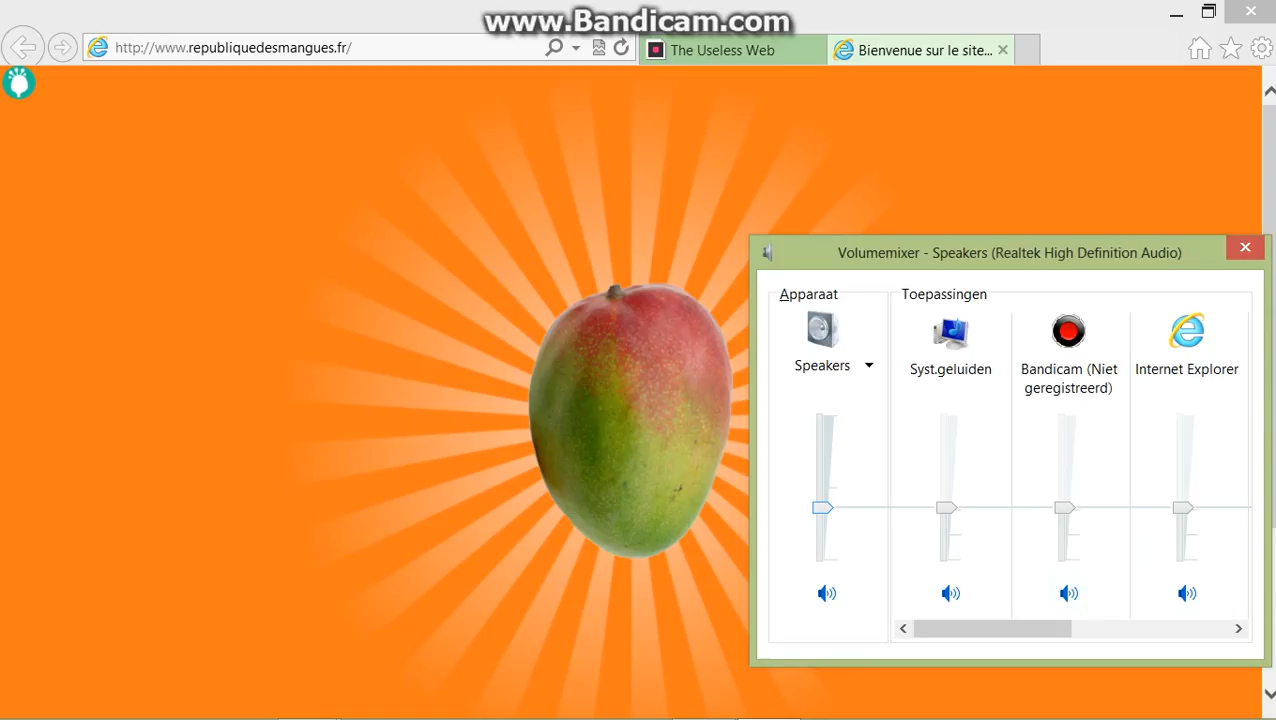 www.Bandicam.com
http://www.republiquedesmangues.fr/
The Useless Web
Bienvenue sur le site...
Volumemixer - Speakers (Realtek High Definition Audio)
Apparaat
Toepassingen
Speakers
Syst.geluiden
Bandicam (Niet
geregistreerd)
Internet Explorer